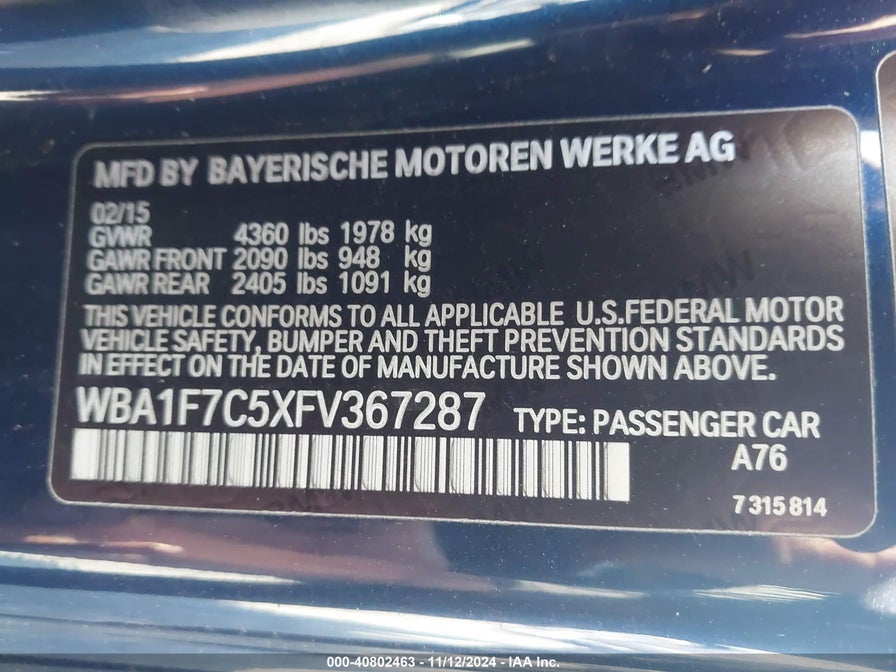 MFD BY BAYERISCHE MOTOREN WERKE AG
02/15
GVWR 4360 lbs 1978 kg
GAWR FRONT 2090 lbs 948 kg
GAWR REAR 2405 lbs 1091 kg
THIS VEHICLE CONFORMS TO ALL APPLICABLE U.S.FEDERAL MOTOR
VEHICLE SAFETY, BUMPER AND THEFT PREVENTION STANDARDS
IN EFFECT ON THE DATE OF MANUFACTURE SHOWN ABOVE.
WBA1F7C5XFV367287 TYPE: PASSENGER CAR
A76
7 315 814
000-40802463 - 11/12/2024 - IAA Inc.